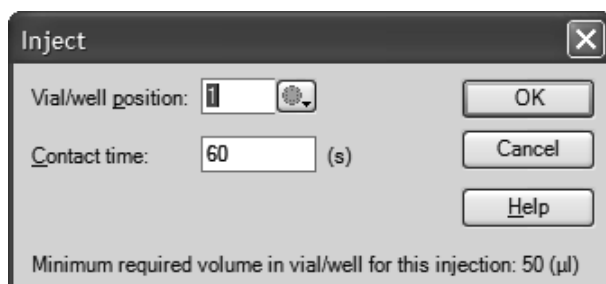 Inject
Vial/well position: 1
OK
Contact time: 60 (s)
Cancel
Help
Minimum required volume in vial/well for this injection: 50 (µl)